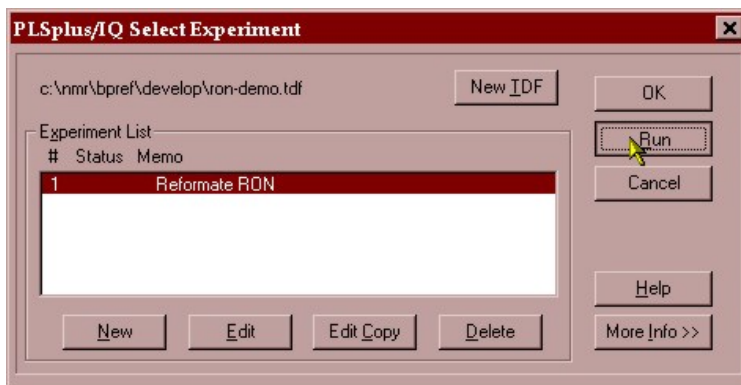 PLSplus/IQ Select Experiment
c:\nmr\bpref\develop\ron-demo.tdf
New TDF
OK
Experiment List
# Status Memo
Run
1 Reformate RON
Cancel
Help
New Edit Edit Copy Delete
More Info >>